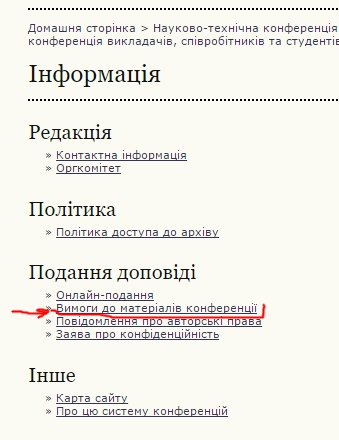 Домашня сторінка > Науково-технічна конференція
конференція викладачів, співробітників та студентів
Інформація
Редакція
» Контактна інформація
» Оргкомітет
Політика
» Політика доступа до архіву
Подання доповіді
» Онлайн-подання
» Вимоги до матеріалів конференції
» Повідомлення про авторські права
» Заява про конфіденційність
Інше
» Карта сайту
» Про цю систему конференцій